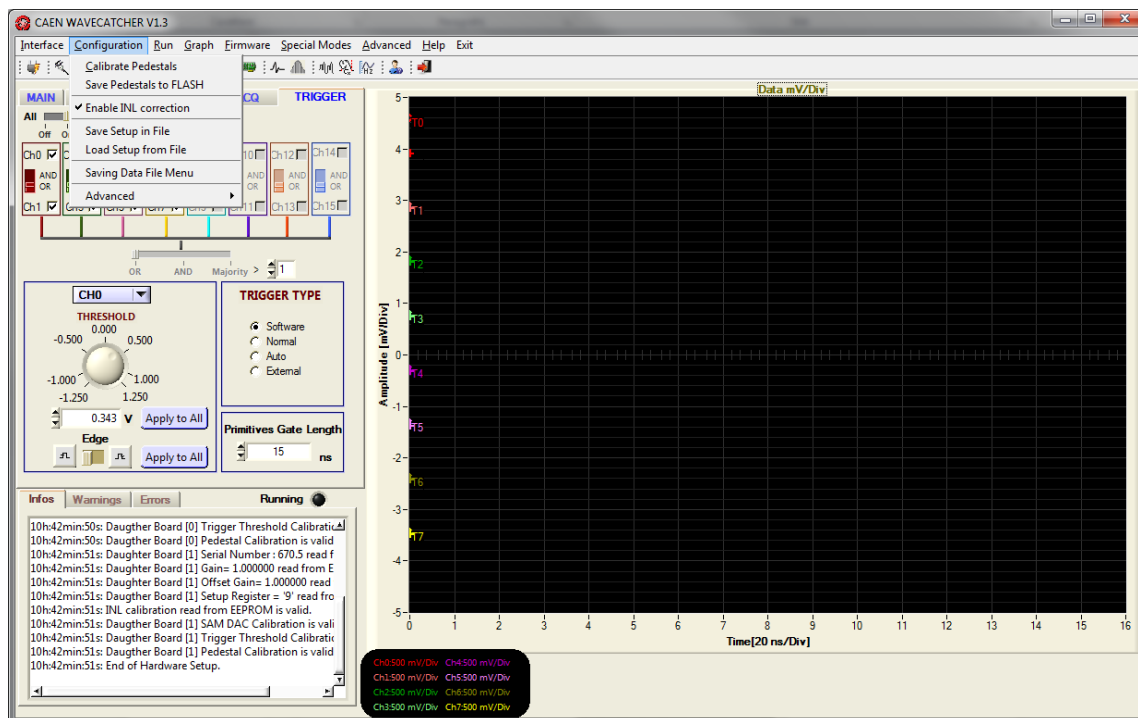 CAEN WAVECATCHER V1.3
Interface Configuration Run Graph Firmware Special Modes Advanced Help Exit
Calibrate Pedestals
Save Pedestals to FLASH
Enable INL correction
Save Setup in File
Load Setup from File
Saving Data File Menu
Advanced
MAIN CQ TRIGGER
All
Off
Ch0 Ch12 Ch14
AND AND AND AND
OR OR OR OR
Ch1 Ch13 Ch15
OR AND Majority > 1
CH0
THRESHOLD
0.000
-0.500 0.500
-1.000 1.000
-1.250 1.250
0.343 V Apply to All
Edge
Apply to All
TRIGGER TYPE
Software
Normal
Auto
External
Primitives Gate Length
15 ns
Infos Warnings Errors Running
10h:42min:50s: Daugther Board [0] Trigger Threshold Calibratic
10h:42min:50s: Daugther Board [0] Pedestal Calibration is valid
10h:42min:51s: Daughter Board [1] Serial Number : 670.5 read f
10h:42min:51s: Daughter Board [1] Gain= 1.000000 read from E
10h:42min:51s: Daugther Board [1] Offset Gain= 1.000000 read
10h:42min:51s: Daugther Board [1] Setup Register = '9' read fro
10h:42min:51s: INL calibration read from EEPROM is valid.
10h:42min:51s: Daugther Board [1] SAM DAC Calibration is vali
10h:42min:51s: Daugther Board [1] Trigger Threshold Calibratic
10h:42min:51s: Daugther Board [1] Pedestal Calibration is valid
10h:42min:51s: End of Hardware Setup.
Data mV/Div
Amplitude [mV/Div]
5
4
3
2
1
0
-1
-2
-3
-4
-5
T0
T1
T2
T3
T4
T5
T6
T7
0 1 2 3 4 5 6 7 8 9 10 11 12 13 14 15 16
Time[20 ns/Div]
Ch0:500 mV/Div Ch4:500 mV/Div
Ch1:500 mV/Div Ch5:500 mV/Div
Ch2:500 mV/Div Ch6:500 mV/Div
Ch3:500 mV/Div Ch7:500 mV/Div